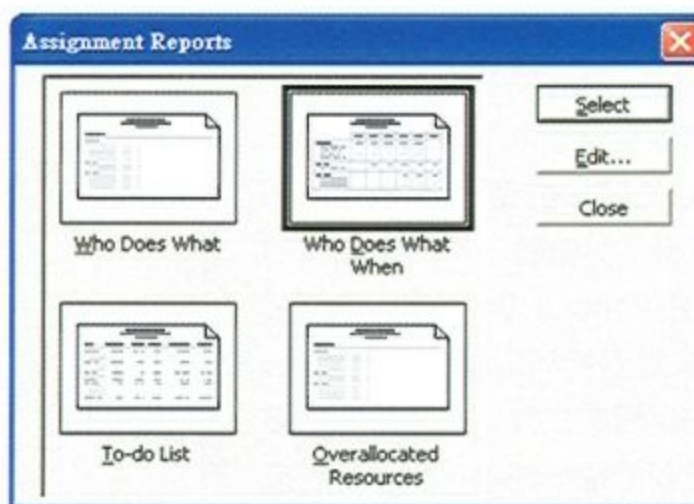 Assignment Reports
Select
Edit...
Close
Who Does What
Who Does What
When
To-do List
Overallocated
Resources